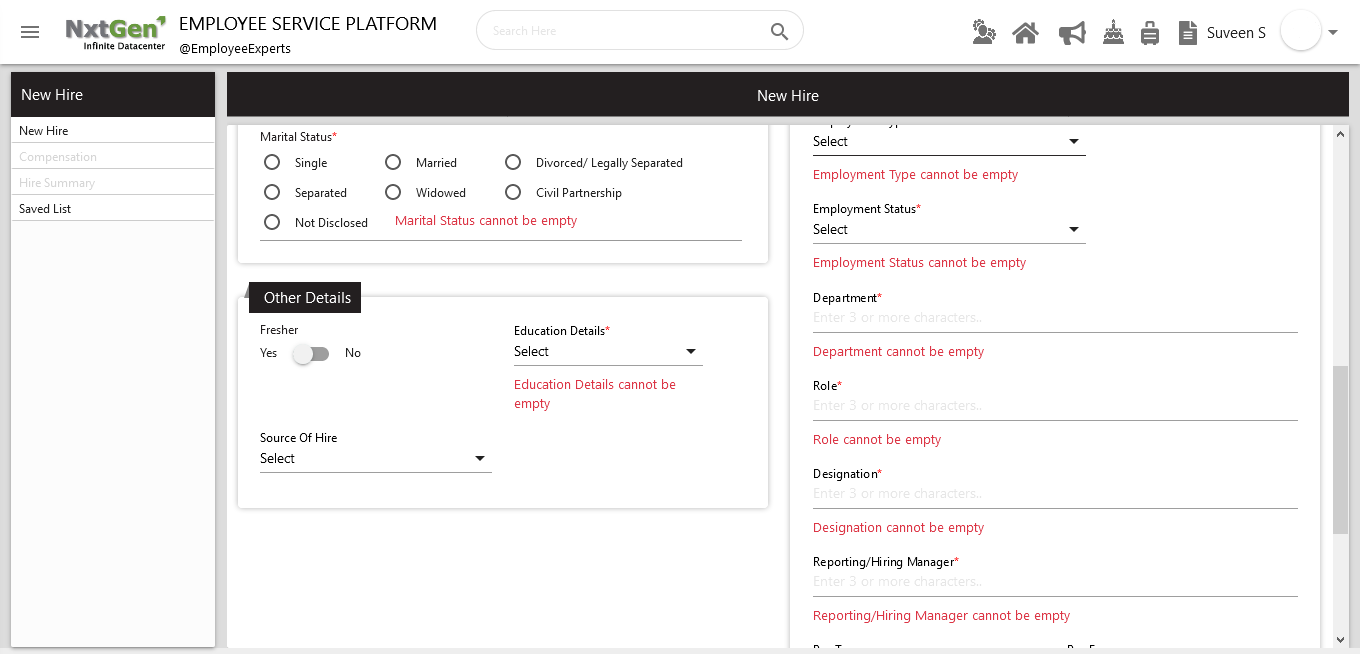 NxtGen
Infinite Datacenter
EMPLOYEE SERVICE PLATFORM
@EmployeeExperts
Search Here
Suveen S
New Hire
New Hire
Compensation
Hire Summary
Saved List
New Hire
Marital Status*
Single
Married
Divorced/ Legally Separated
Separated
Widowed
Civil Partnership
Not Disclosed
Marital Status cannot be empty
Other Details
Fresher
Yes
No
Education Details*
Select
Education Details cannot be
empty
Source Of Hire
Select
Select
Employment Type cannot be empty
Employment Status*
Select
Employment Status cannot be empty
Department*
Enter 3 or more characters..
Department cannot be empty
Role*
Enter 3 or more characters..
Role cannot be empty
Designation*
Enter 3 or more characters..
Designation cannot be empty
Reporting/Hiring Manager*
Enter 3 or more characters..
Reporting/Hiring Manager cannot be empty